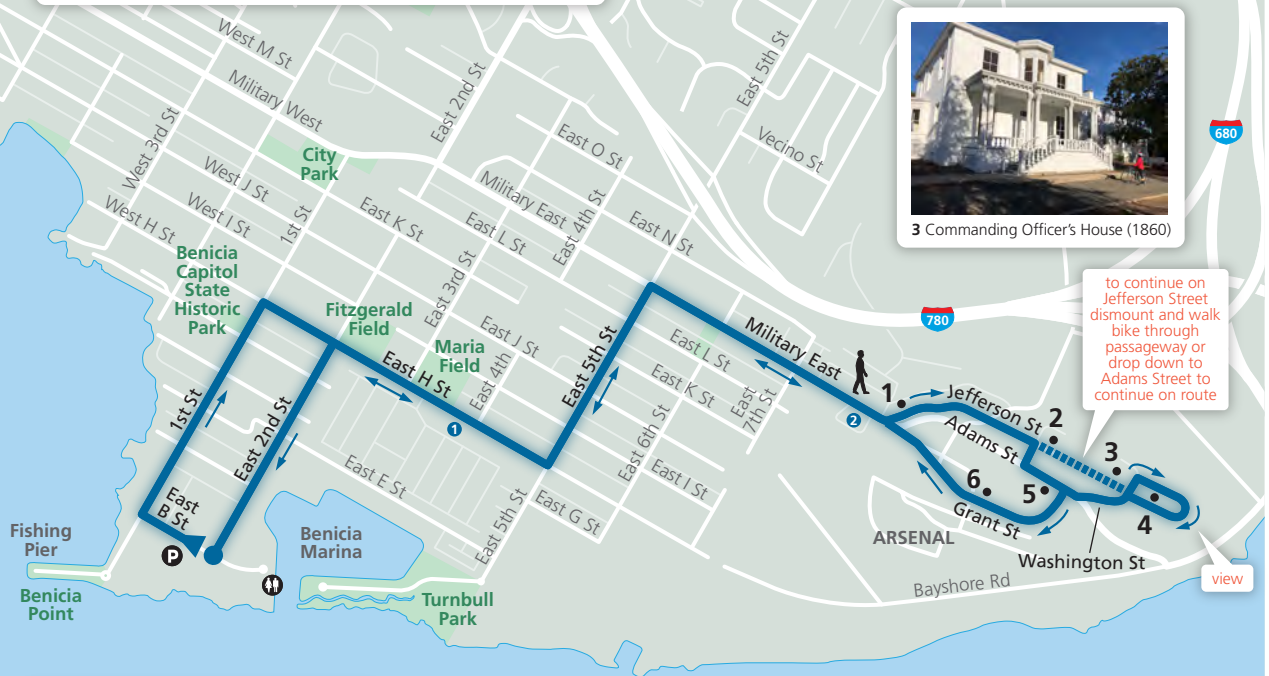 West M St
Military West
East 2nd St
East 5th St
Vecino St
East O St
West 3rd St
City
Park
West J St
West I St
West H St
1st St
East K St
Military East
East L St
East 4th St
East N St
East 3rd St
680
3 Commanding Officer's House (1860)
Benicia
Capitol
State
Historic
Park
Fitzgerald
Field
Maria
Field
East J St
East 4th
East H St
1
East 5th St
East L St
East K St
East
7th St
East 6th St
East I St
Military East
2
780
to continue on
Jefferson Street
dismount and walk
bike through
passageway or
drop down to
Adams Street to
continue on route
1
Jefferson St
2
Adams St
3
4
5
6
Grant St
ARSENAL
Washington St
Bayshore Rd
view
1st St
East 2nd St
East
B St
P
East E St
East 5th St
East G St
Fishing
Pier
Benicia
Point
Benicia
Marina
Turnbull
Park